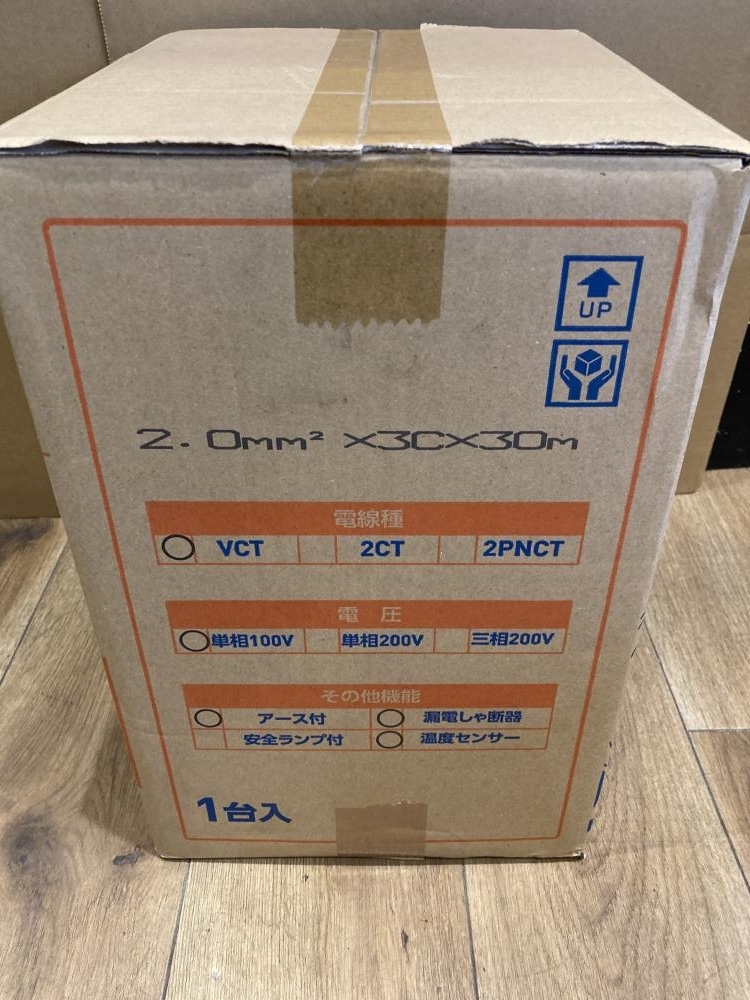 UP
2.0mm² ×3C×30m
電線種
○ VCT 2CT 2PNCT
電 圧
○ 単相100V 単相200V 三相200V
その他機能
○ アース付 ○ 漏電しゃ断器
安全ランプ付 ○ 温度センサー
1台入